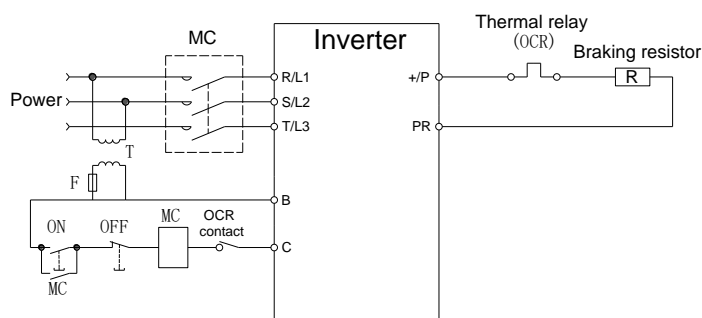 MC
Inverter
Thermal relay
(OCR)
Braking resistor
R/L1
+/P
R
Power
S/L2
T/L3
PR
T
F
B
ON
OFF
MC
OCR
contact
C
MC